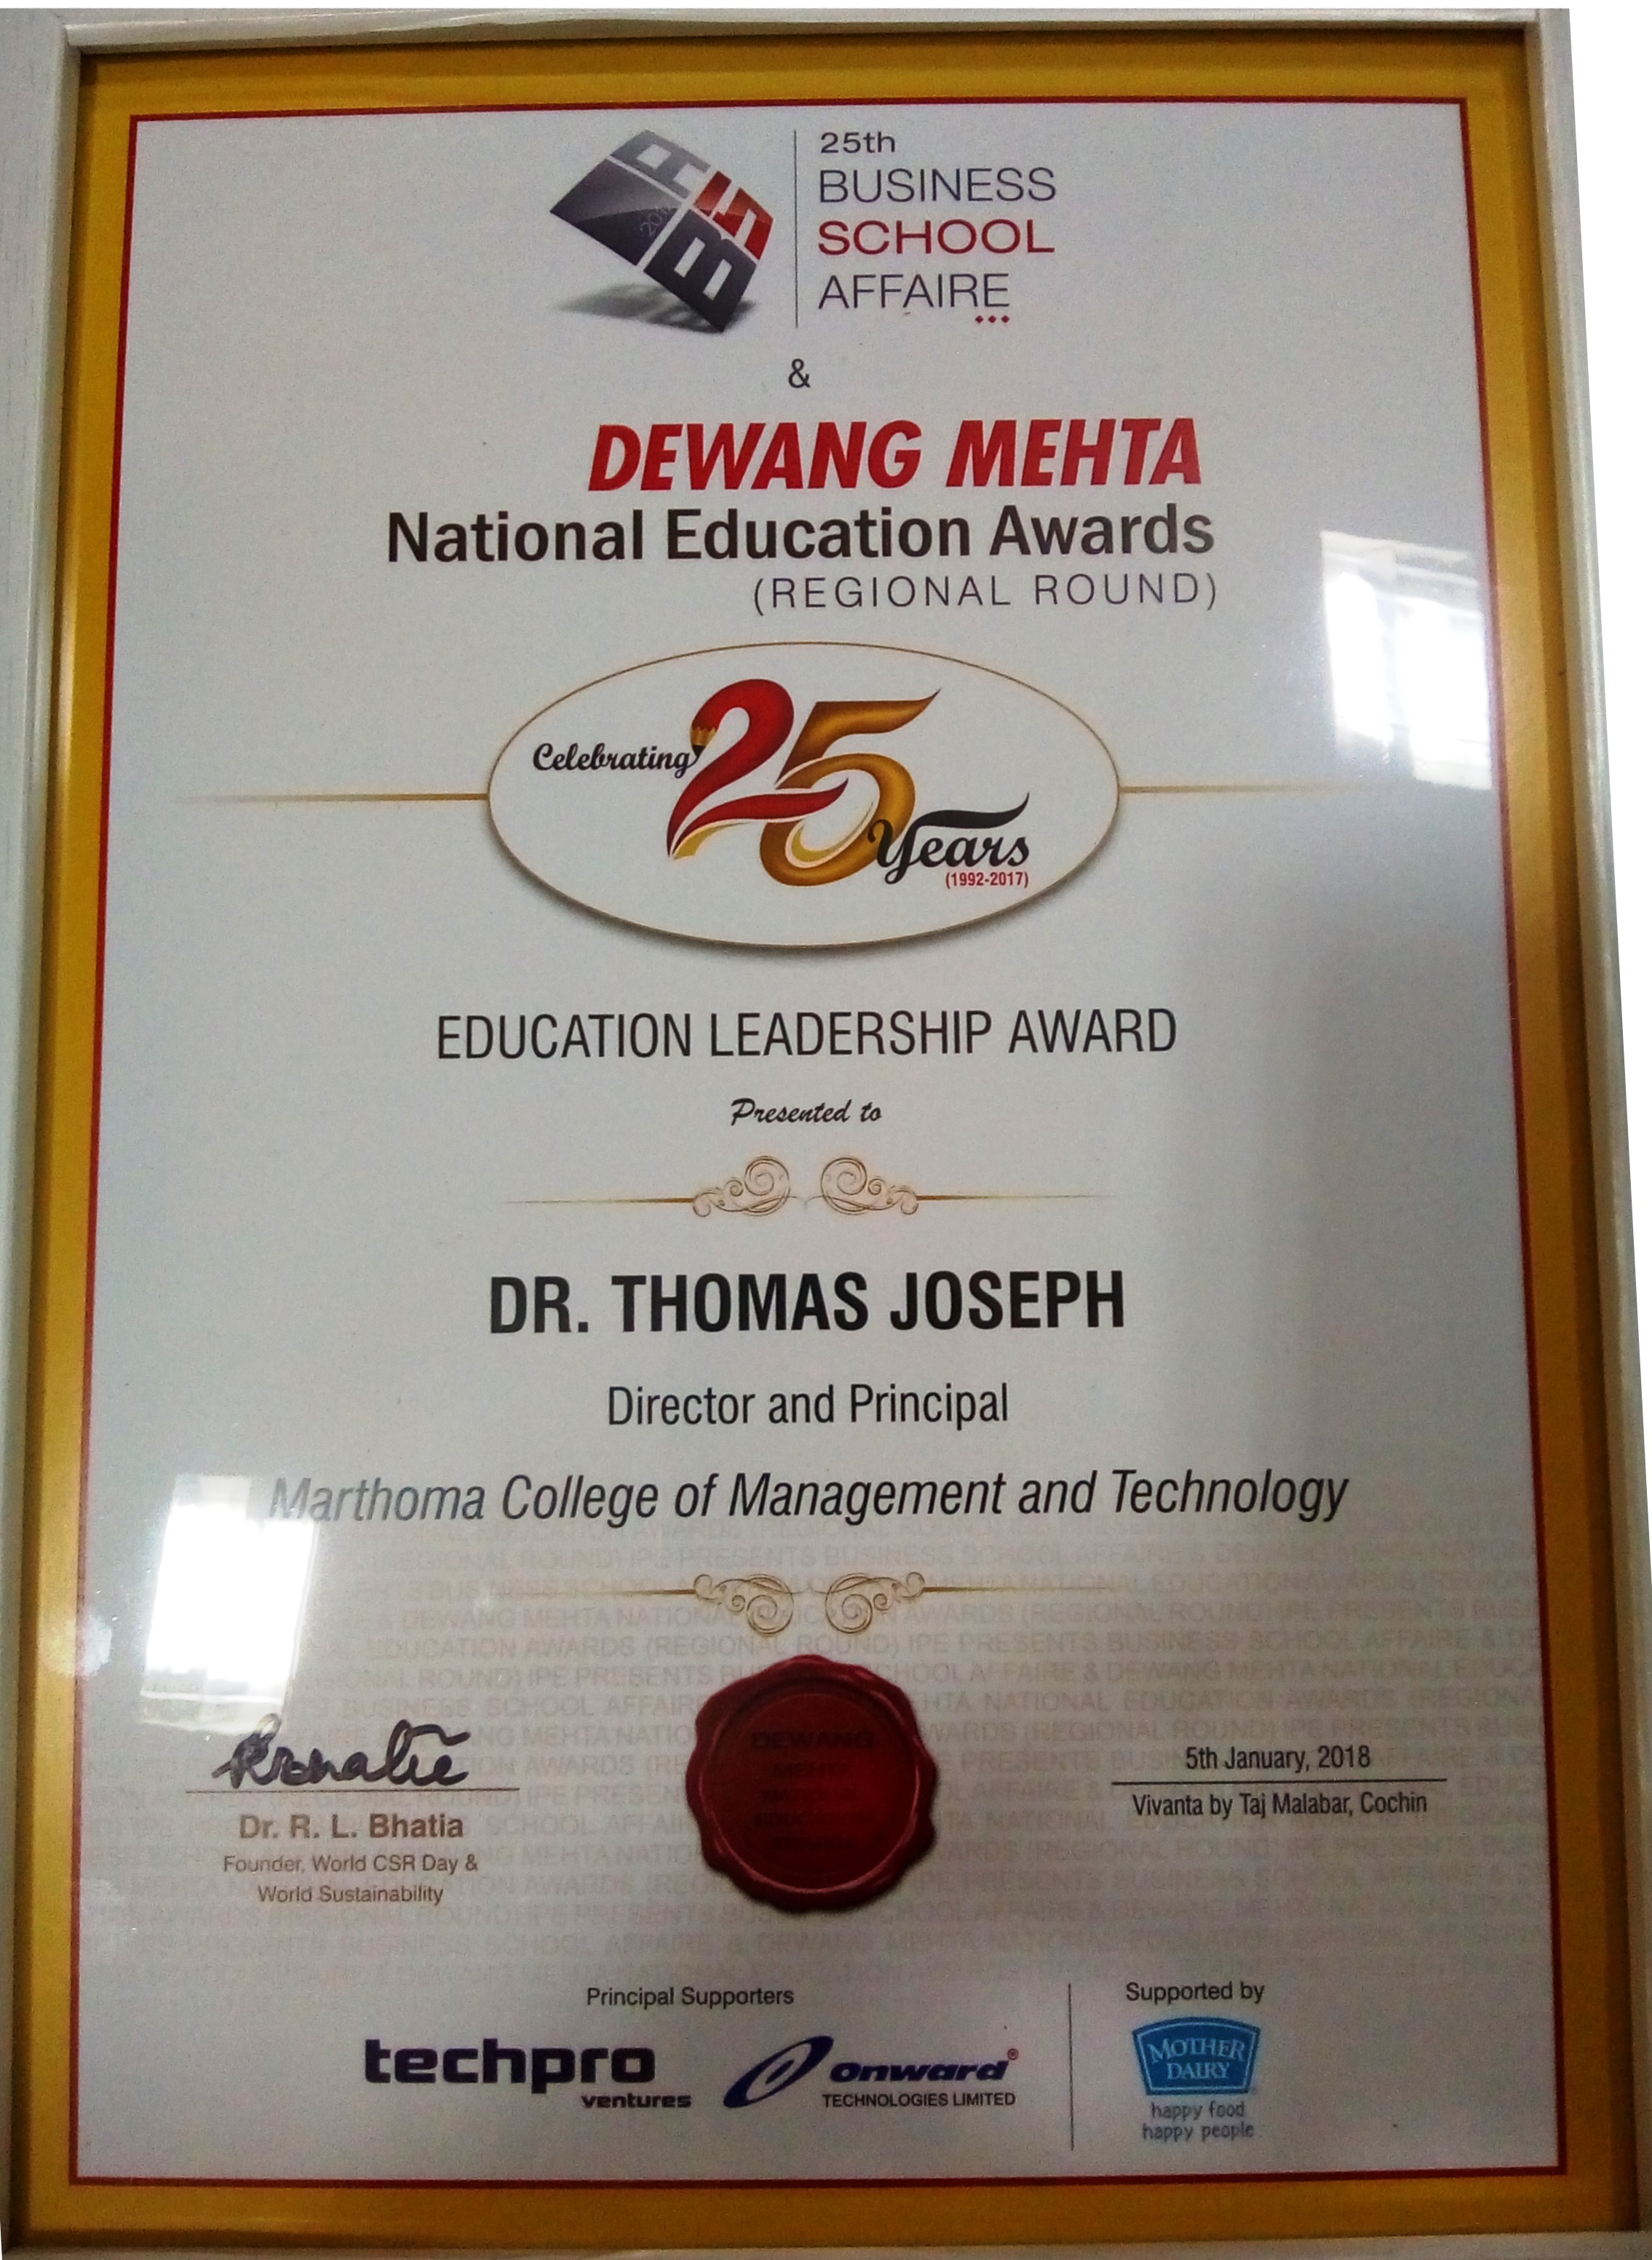 BASB
25th
BUSINESS
SCHOOL
AFFAIRE
&
DEWANG MEHTA
National Education Awards
(REGIONAL ROUND)
Celebrating 25 Years
(1992-2017)
EDUCATION LEADERSHIP AWARD
Presented to
DR. THOMAS JOSEPH
Director and Principal
Marthoma College of Management and Technology
DEWANG
MEHTA
5th January, 2018
Vivanta by Taj Malabar, Cochin
Dr. R. L. Bhatia
Founder, World CSR Day &
World Sustainability
Principal Supporters
techpro
ventures
onward®
TECHNOLOGIES LIMITED
Supported by
MOTHER
DAIRY
happy food
happy people